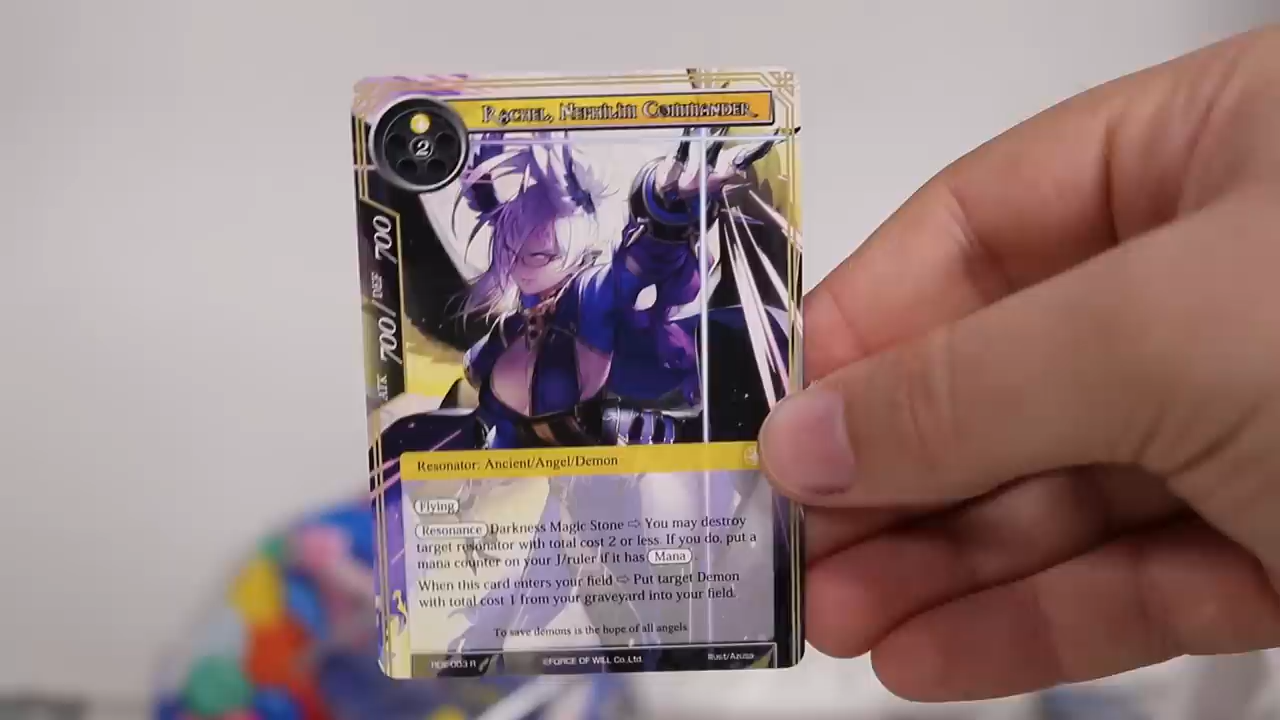 Rachel, Nephilim Commander
2
ATK 700 / DEF 700
Resonator: Ancient/Angel/Demon
Flying
Resonance Darkness Magic Stone ⇨ You may destroy
target resonator with total cost 2 or less. If you do, put a
mana counter on your J/ruler if it has Mana .
When this card enters your field ⇨ Put target Demon
with total cost 1 from your graveyard into your field.
To save demons is the hope of all angels
©FORCE OF WILL Co.,Ltd.
Rust/Azusa